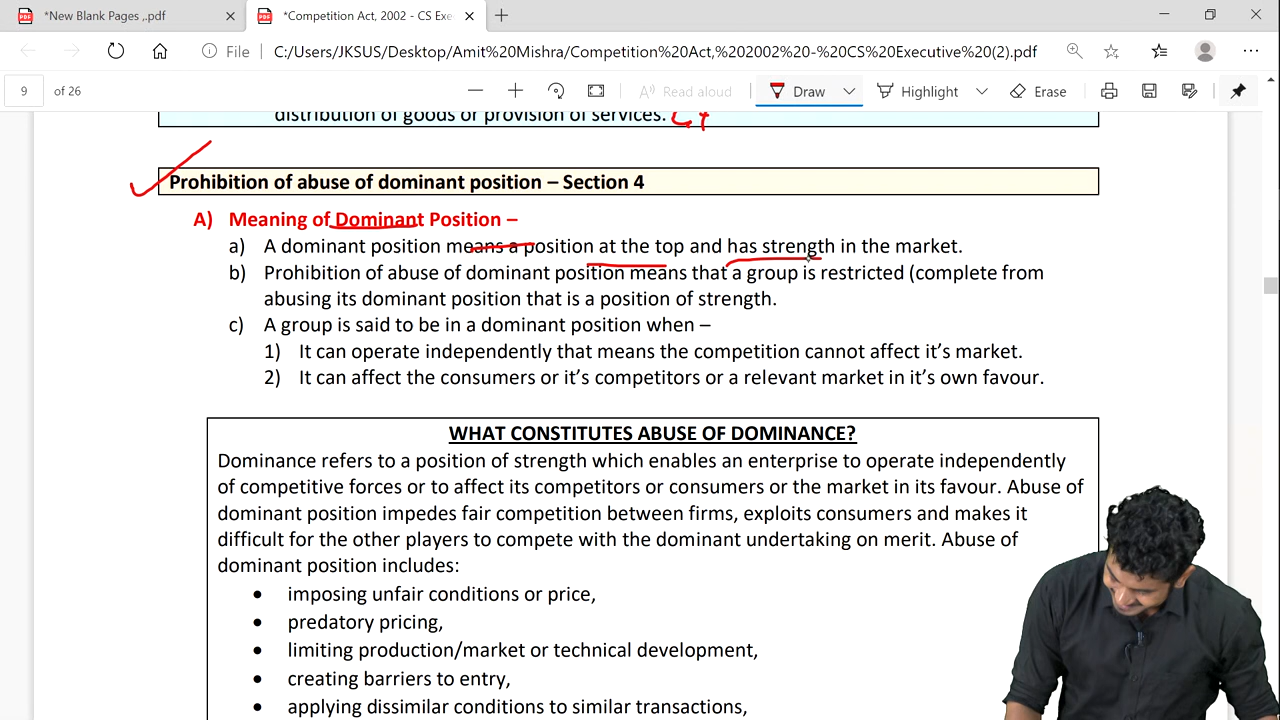 *New Blank Pages ,.pdf
*Competition Act, 2002 - CS Exe
File
C:/Users/JKSUS/Desktop/Amit%20Mishra/Competition%20Act,%202002%20-%20CS%20Executive%20(2).pdf
9 of 26
Read aloud
Draw
Highlight
Erase
distribution of goods or provision of services.
Prohibition of abuse of dominant position – Section 4
A) Meaning of Dominant Position –
a) A dominant position means a position at the top and has strength in the market.
b) Prohibition of abuse of dominant position means that a group is restricted (complete from
abusing its dominant position that is a position of strength.
c) A group is said to be in a dominant position when –
1) It can operate independently that means the competition cannot affect it’s market.
2) It can affect the consumers or it’s competitors or a relevant market in it’s own favour.
WHAT CONSTITUTES ABUSE OF DOMINANCE?
Dominance refers to a position of strength which enables an enterprise to operate independently
of competitive forces or to affect its competitors or consumers or the market in its favour. Abuse of
dominant position impedes fair competition between firms, exploits consumers and makes it
difficult for the other players to compete with the dominant undertaking on merit. Abuse of
dominant position includes:
• imposing unfair conditions or price,
• predatory pricing,
• limiting production/market or technical development,
• creating barriers to entry,
• applying dissimilar conditions to similar transactions,